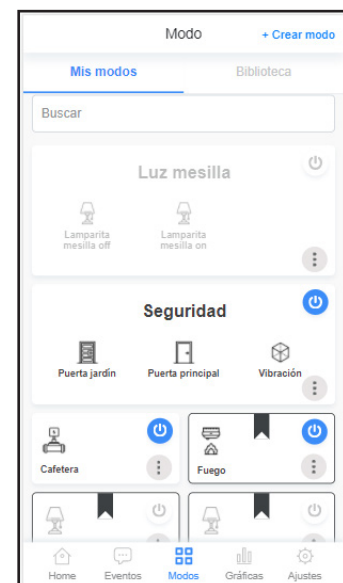 Modo
+ Crear modo
Mis modos
Biblioteca
Buscar
Luz mesilla
Lamparita
mesilla off
Lamparita
mesilla on
Seguridad
Puerta jardín
Puerta principal
Vibración
Cafetera
Fuego
Home
Eventos
Modos
Gráficas
Ajustes